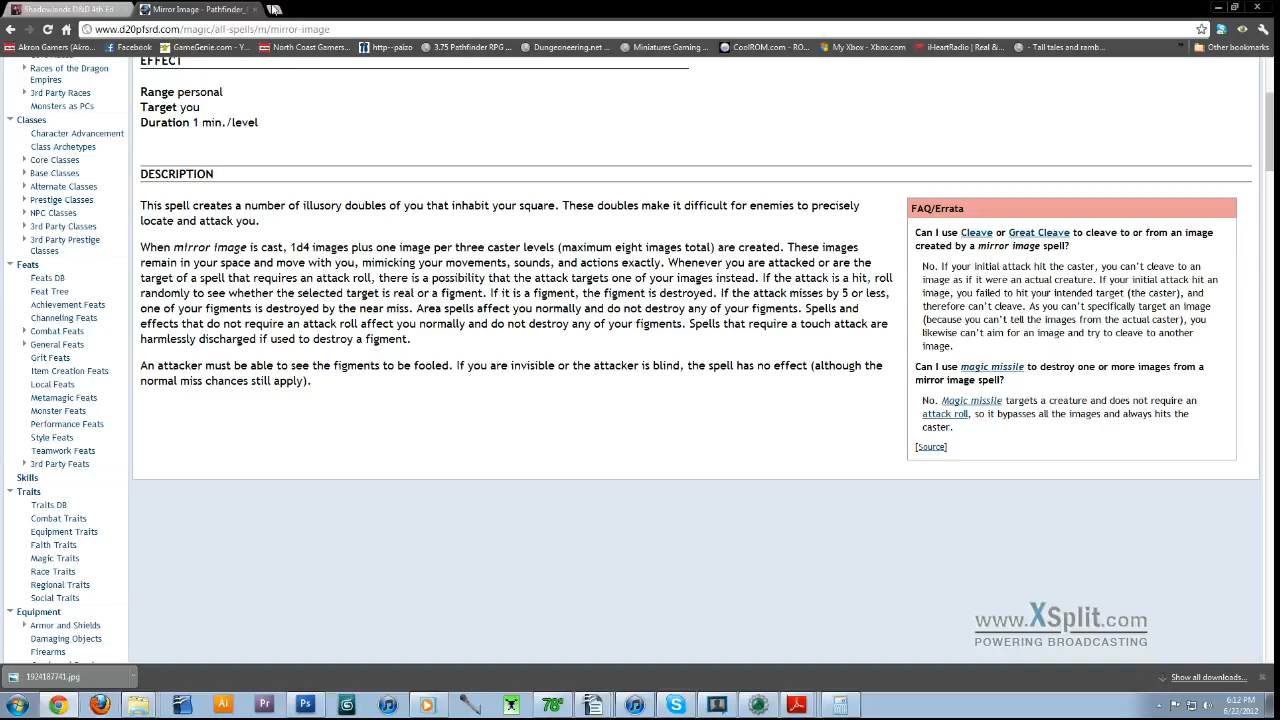 Shadowlands D&D 4th Ed
Mirror Image - Pathfinder_
www.d20pfsrd.com/magic/all-spells/m/mirror-image
Akron Gamers (Akro... Facebook GameGenie.com - Y... North Coast Gamers... http--paizo 3.75 Pathfinder RPG ... Dungeoneering.net ... Miniatures Gaming ... CoolROM.com - RO... My Xbox - Xbox.com iHeartRadio | Real &... - Tall tales and ramb... Other bookmarks
Races of the Dragon
Empires
3rd Party Races
Monsters as PCs
Classes
Character Advancement
Class Archetypes
Core Classes
Base Classes
Alternate Classes
Prestige Classes
NPC Classes
3rd Party Classes
3rd Party Prestige
Classes
Feats
Feats DB
Feat Tree
Achievement Feats
Channeling Feats
Combat Feats
General Feats
Grit Feats
Item Creation Feats
Local Feats
Metamagic Feats
Monster Feats
Performance Feats
Style Feats
Teamwork Feats
3rd Party Feats
Skills
Traits
Traits DB
Combat Traits
Equipment Traits
Faith Traits
Magic Traits
Race Traits
Regional Traits
Social Traits
Equipment
Armor and Shields
Damaging Objects
Firearms
EFFECT
Range personal
Target you
Duration 1 min./level
DESCRIPTION
This spell creates a number of illusory doubles of you that inhabit your square. These doubles make it difficult for enemies to precisely
locate and attack you.
When mirror image is cast, 1d4 images plus one image per three caster levels (maximum eight images total) are created. These images
remain in your space and move with you, mimicking your movements, sounds, and actions exactly. Whenever you are attacked or are the
target of a spell that requires an attack roll, there is a possibility that the attack targets one of your images instead. If the attack is a hit, roll
randomly to see whether the selected target is real or a figment. If it is a figment, the figment is destroyed. If the attack misses by 5 or less,
one of your figments is destroyed by the near miss. Area spells affect you normally and do not destroy any of your figments. Spells and
effects that do not require an attack roll affect you normally and do not destroy any of your figments. Spells that require a touch attack are
harmlessly discharged if used to destroy a figment.
An attacker must be able to see the figments to be fooled. If you are invisible or the attacker is blind, the spell has no effect (although the
normal miss chances still apply).
FAQ/Errata
Can I use Cleave or Great Cleave to cleave to or from an image
created by a mirror image spell?
No. If your initial attack hit the caster, you can't cleave to an
image as if it were an actual creature. If your initial attack hit an
image, you failed to hit your intended target (the caster), and
therefore can't cleave. As you can't specifically target an image
(because you can't tell the images from the actual caster), you
likewise can't aim for an image and try to cleave to another
image.
Can I use magic missile to destroy one or more images from a
mirror image spell?
No. Magic missile targets a creature and does not require an
attack roll, so it bypasses all the images and always hits the
caster.
[Source]
www.XSplit.com
POWERING BROADCASTING
1924187741.jpg
Show all downloads...
78°
6:12 PM
6/23/2012